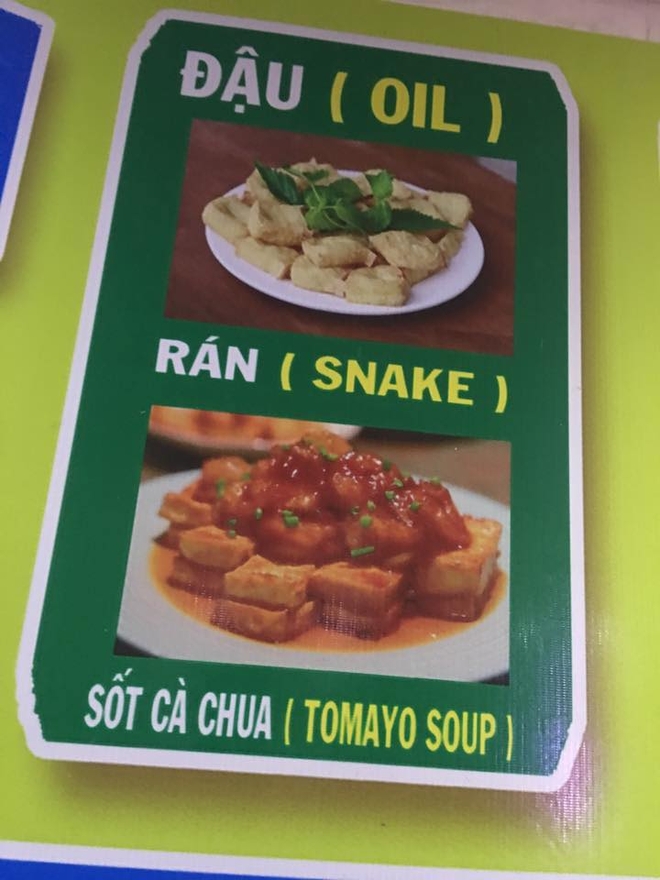 ĐẬU ( OIL )
RÁN ( SNAKE )
SỐT CÀ CHUA ( TOMAYO SOUP )